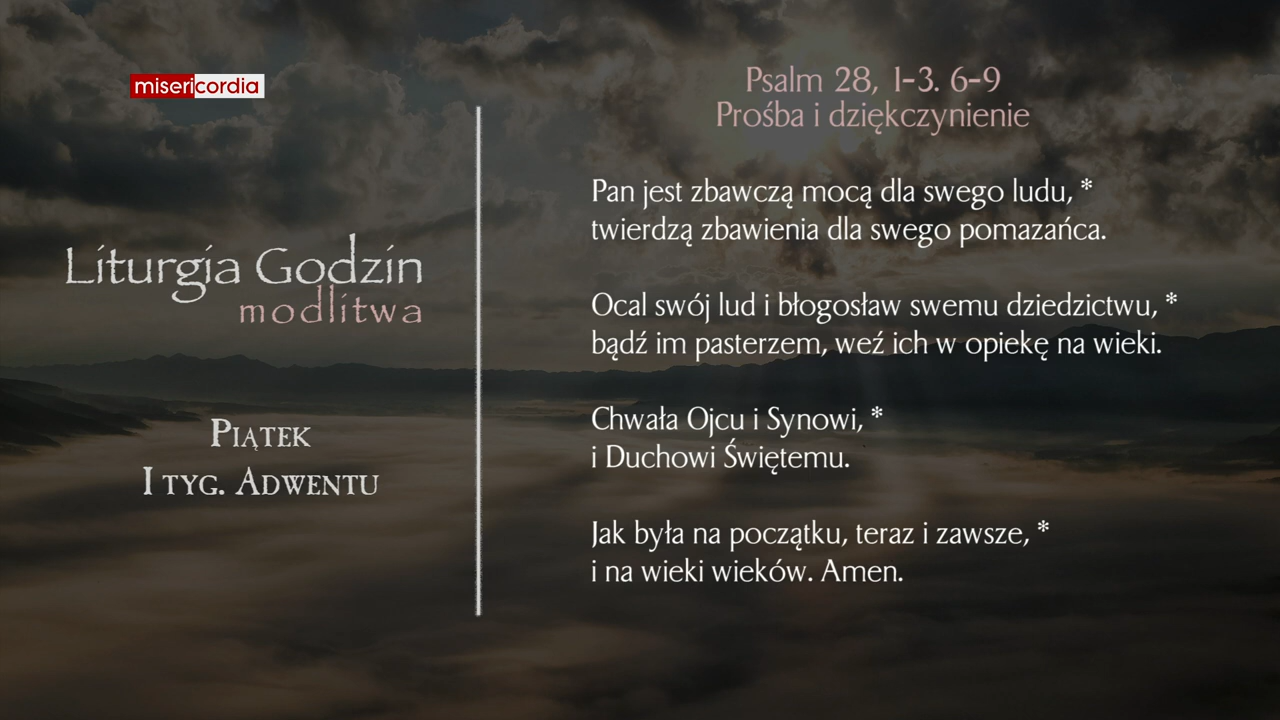 misericordia
Liturgia Godzin
modlitwa
Piątek
I tyg. Adwentu
Psalm 28, 1-3. 6-9
Prośba i dziękczynienie
Pan jest zbawczą mocą dla swego ludu, *
twierdzą zbawienia dla swego pomazańca.
Ocal swój lud i błogosław swemu dziedzictwu, *
bądź im pasterzem, weź ich w opiekę na wieki.
Chwała Ojcu i Synowi, *
i Duchowi Świętemu.
Jak była na początku, teraz i zawsze, *
i na wieki wieków. Amen.